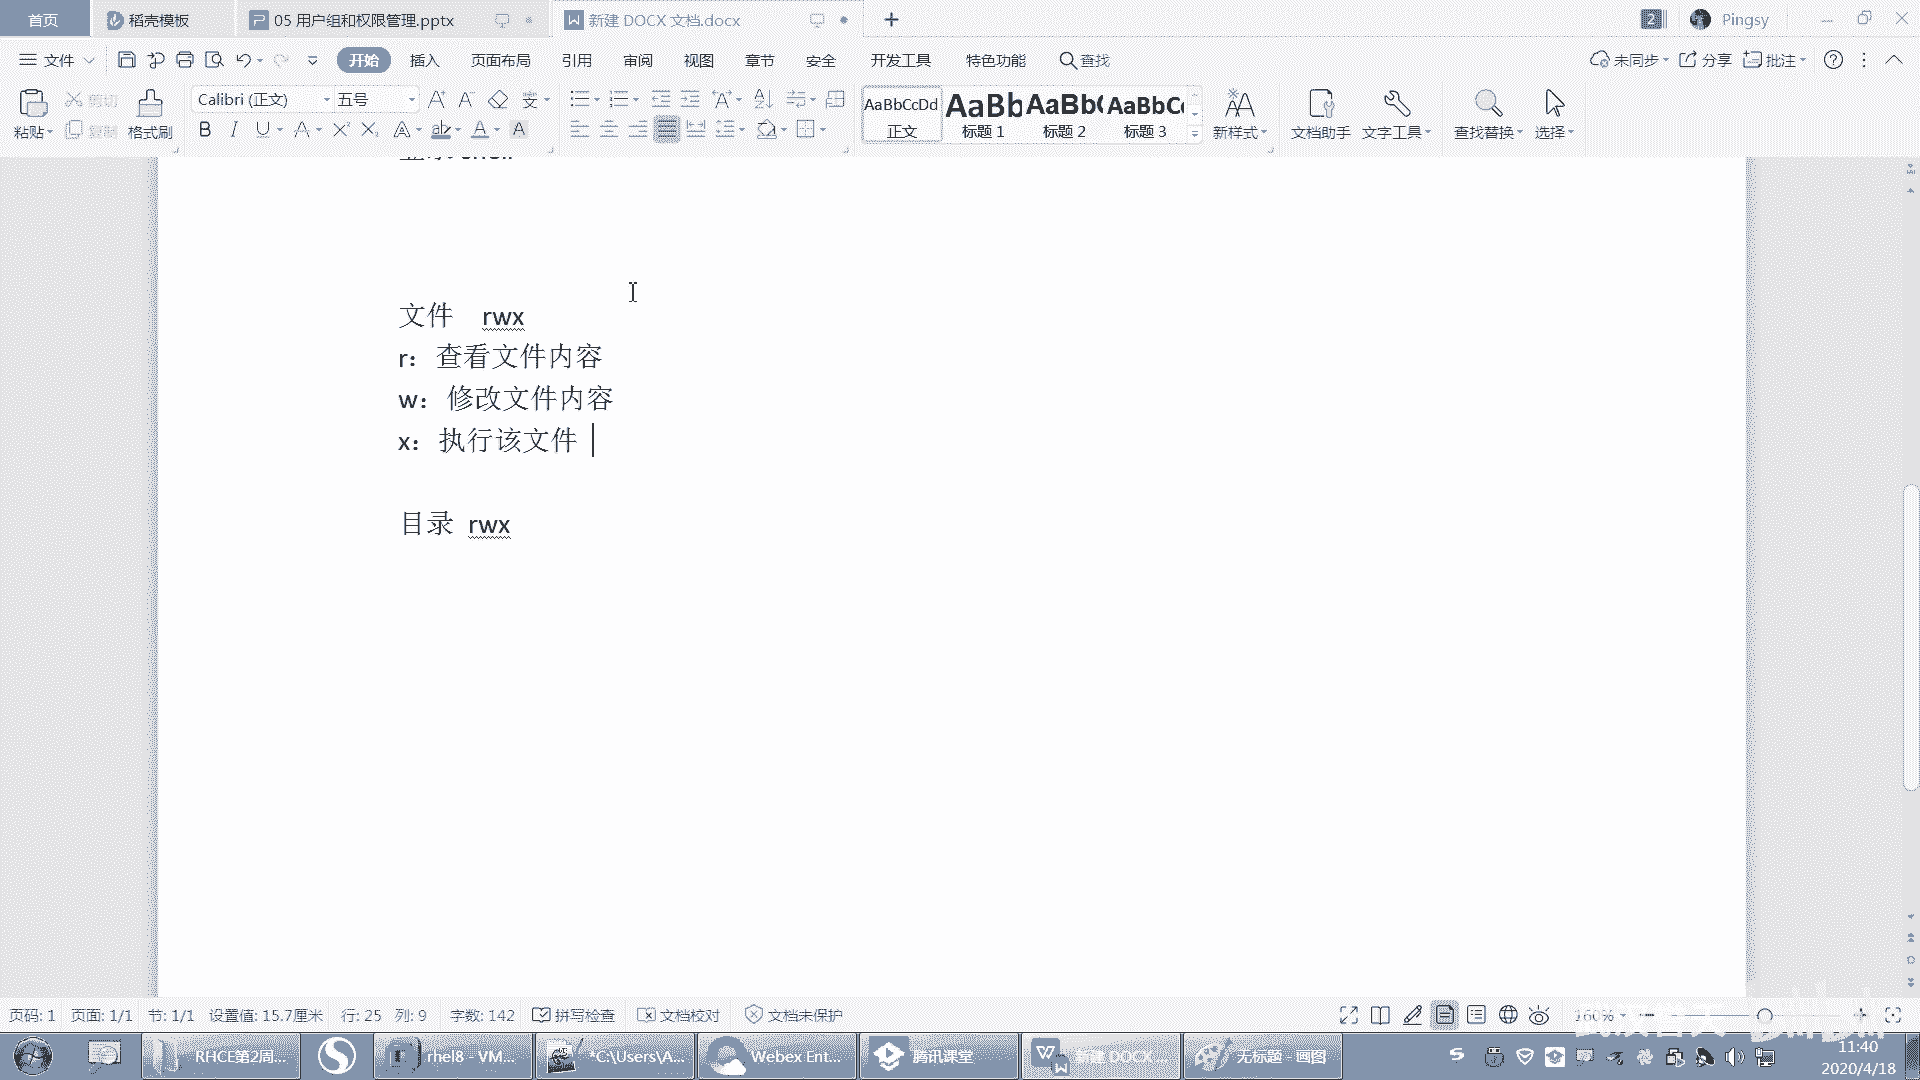 首页 稻壳模板 05 用户组和权限管理.pptx 新建 DOCX 文档.docx + 2 Pingsy
文件 开始 插入 页面布局 引用 审阅 视图 章节 安全 开发工具 特色功能 查找 未同步 分享 批注
粘贴 剪切 复制 格式刷 Calibri (正文) 五号
AaBbCcDd AaBb AaBb( AaBbC
正文 标题 1 标题 2 标题 3 新样式 文档助手 文字工具 查找替换 选择
文件 rwx
r：查看文件内容
w：修改文件内容
x：执行该文件
目录 rwx
页码: 1 页面: 1/1 节: 1/1 设置值: 15.7厘米 行: 25 列: 9 字数: 142 拼写检查 文档校对 文档未保护 160%
RHCE第2周... rhel8 - VM... *C:\Users\A... Webex Ent... 腾讯课堂 新建 DOCX... 无标题 - 画图
11:40
2020/4/18